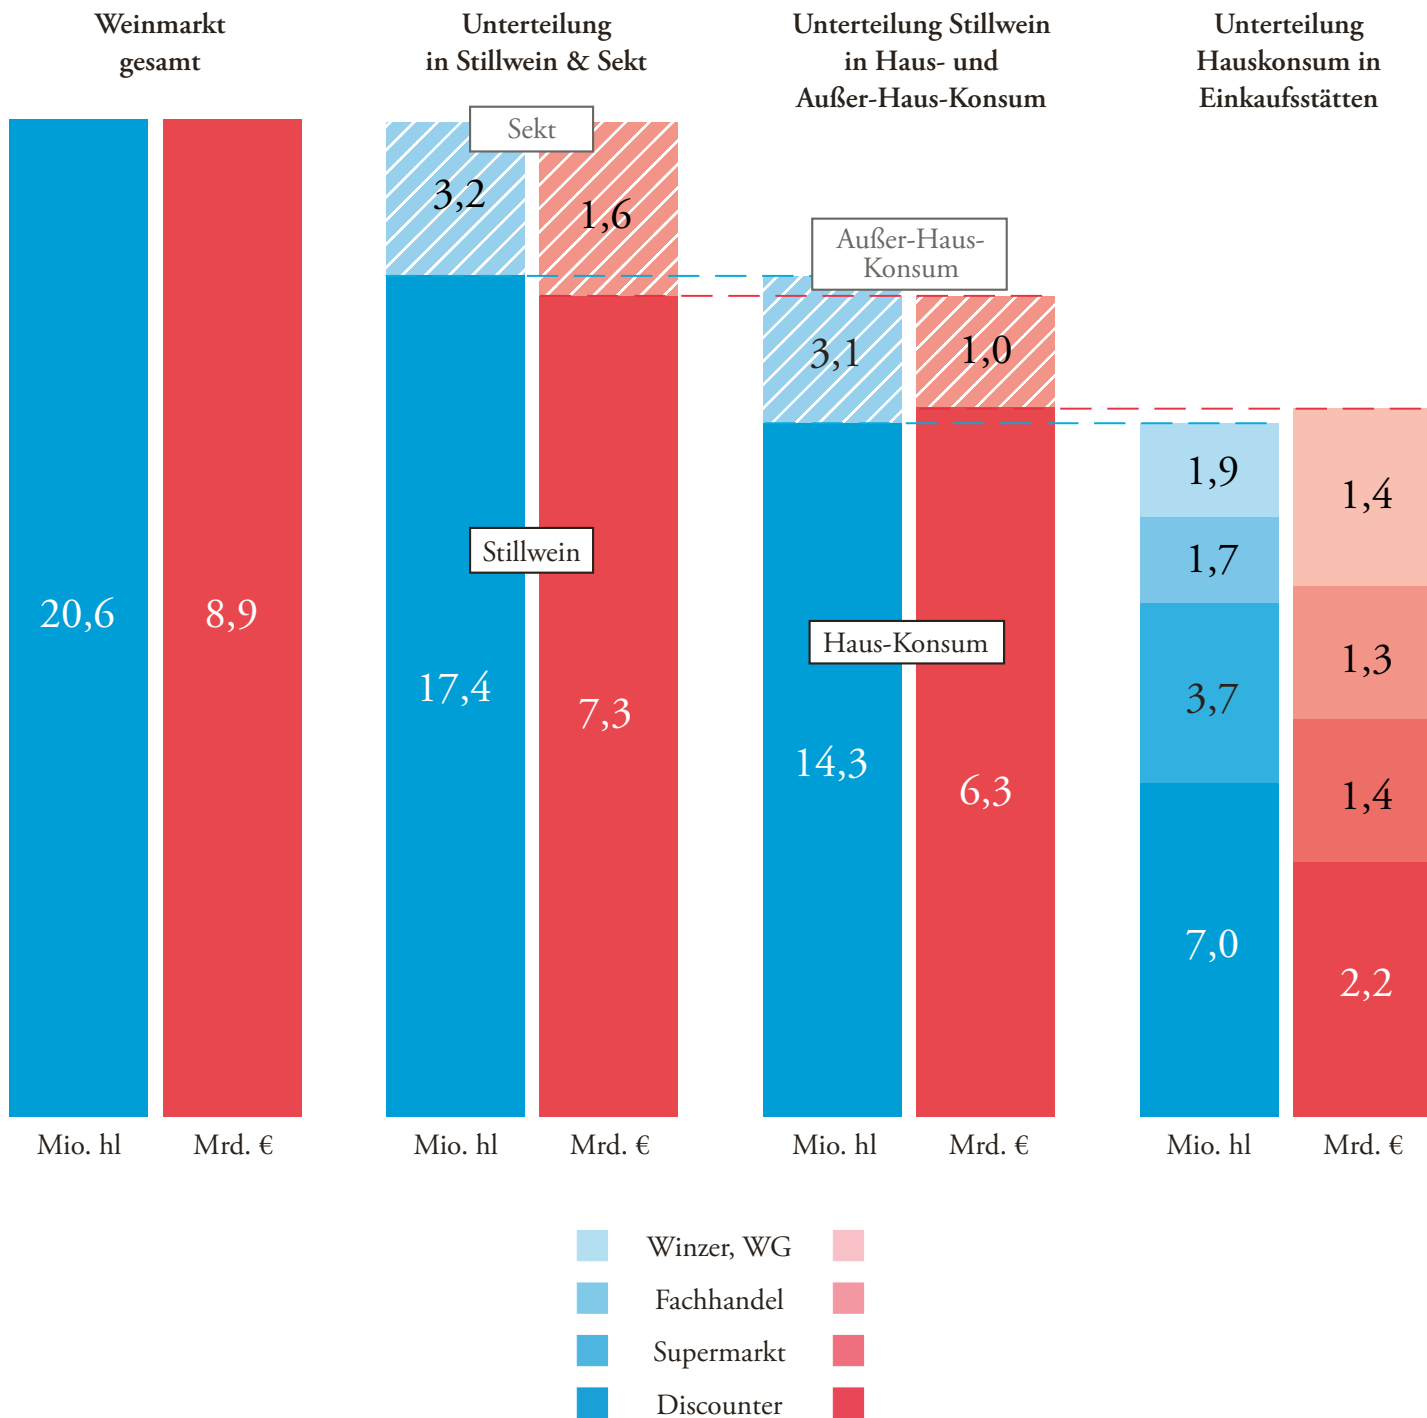 Weinmarkt
gesamt
Unterteilung
in Stillwein & Sekt
Unterteilung Stillwein
in Haus- und
Außer-Haus-Konsum
Unterteilung
Hauskonsum in
Einkaufsstätten
20,6
8,9
Mio. hl
Mrd. €
Sekt
3,2
1,6
Stillwein
17,4
7,3
Mio. hl
Mrd. €
Außer-Haus-
Konsum
3,1
1,0
Haus-Konsum
14,3
6,3
Mio. hl
Mrd. €
1,9
1,4
1,7
1,3
3,7
1,4
7,0
2,2
Mio. hl
Mrd. €
Winzer, WG
Fachhandel
Supermarkt
Discounter